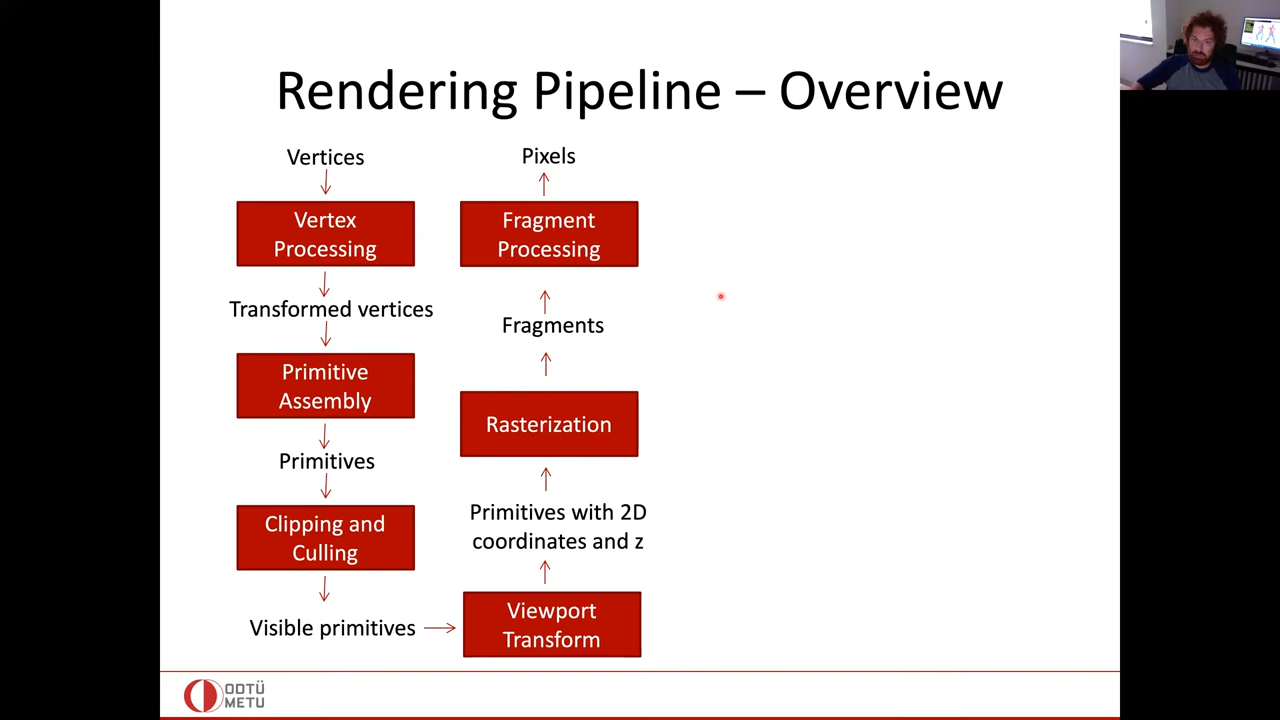 Rendering Pipeline – Overview
Vertices
Vertex
Processing
Transformed vertices
Primitive
Assembly
Primitives
Clipping and
Culling
Visible primitives
Pixels
Fragment
Processing
Fragments
Rasterization
Primitives with 2D
coordinates and z
Viewport
Transform
ODTÜ
METU